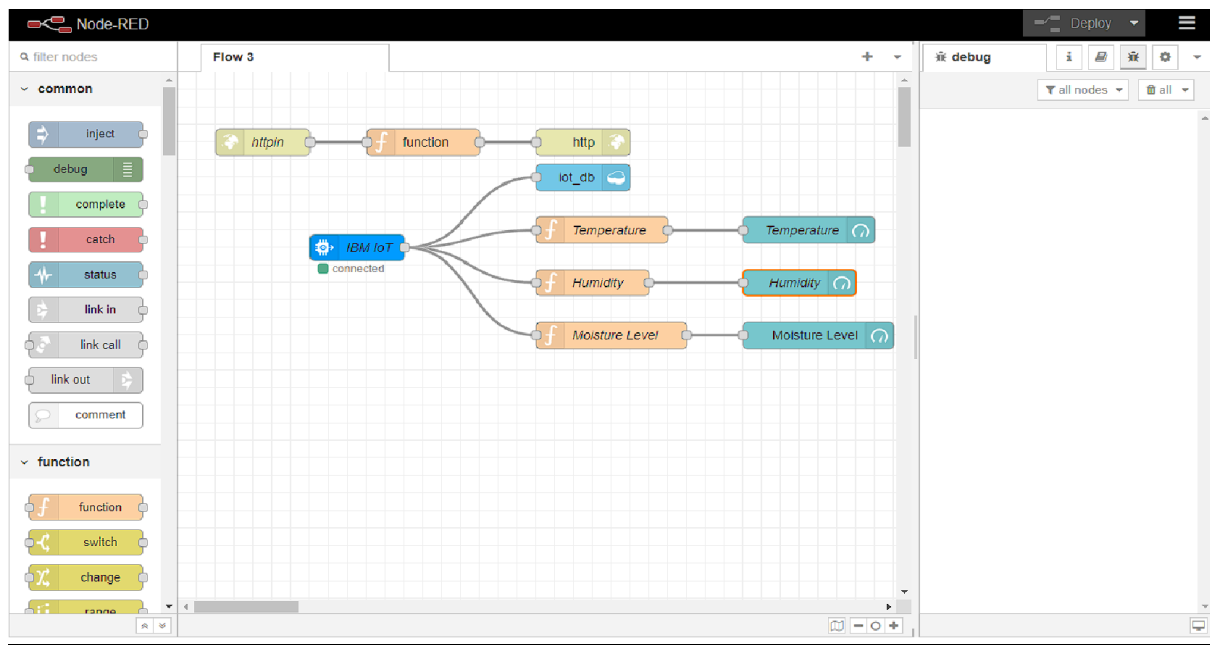 Node-RED
Deploy
filter nodes
common
inject
debug
complete
catch
status
link in
link call
link out
comment
function
function
switch
change
range
Flow 3
httpin
function
http
iot_db
IBM IoT
connected
Temperature
Temperature
Humidity
Humidity
Moisture Level
Moisture Level
debug
i
all nodes
all